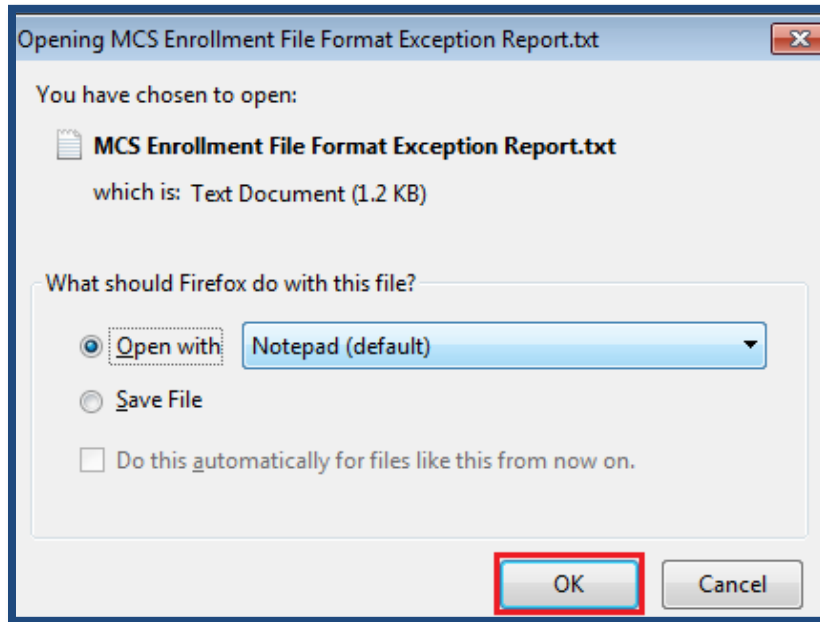 Opening MCS Enrollment File Format Exception Report.txt
You have chosen to open:
MCS Enrollment File Format Exception Report.txt
which is: Text Document (1.2 KB)
What should Firefox do with this file?
Open with Notepad (default)
Save File
Do this automatically for files like this from now on.
OK Cancel